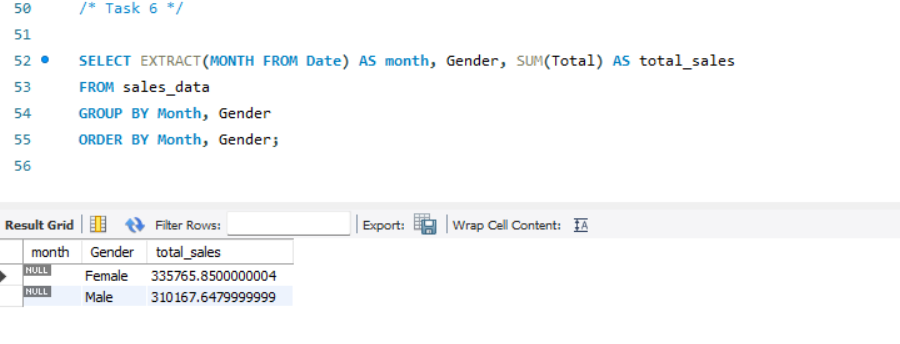 50 /* Task 6 */
51
52 SELECT EXTRACT(MONTH FROM Date) AS month, Gender, SUM(Total) AS total_sales
53 FROM sales_data
54 GROUP BY Month, Gender
55 ORDER BY Month, Gender;
56
Result Grid Filter Rows: Export: Wrap Cell Content: IA
month Gender total_sales
NULL Female 335765.8500000004
NULL Male 310167.6479999999